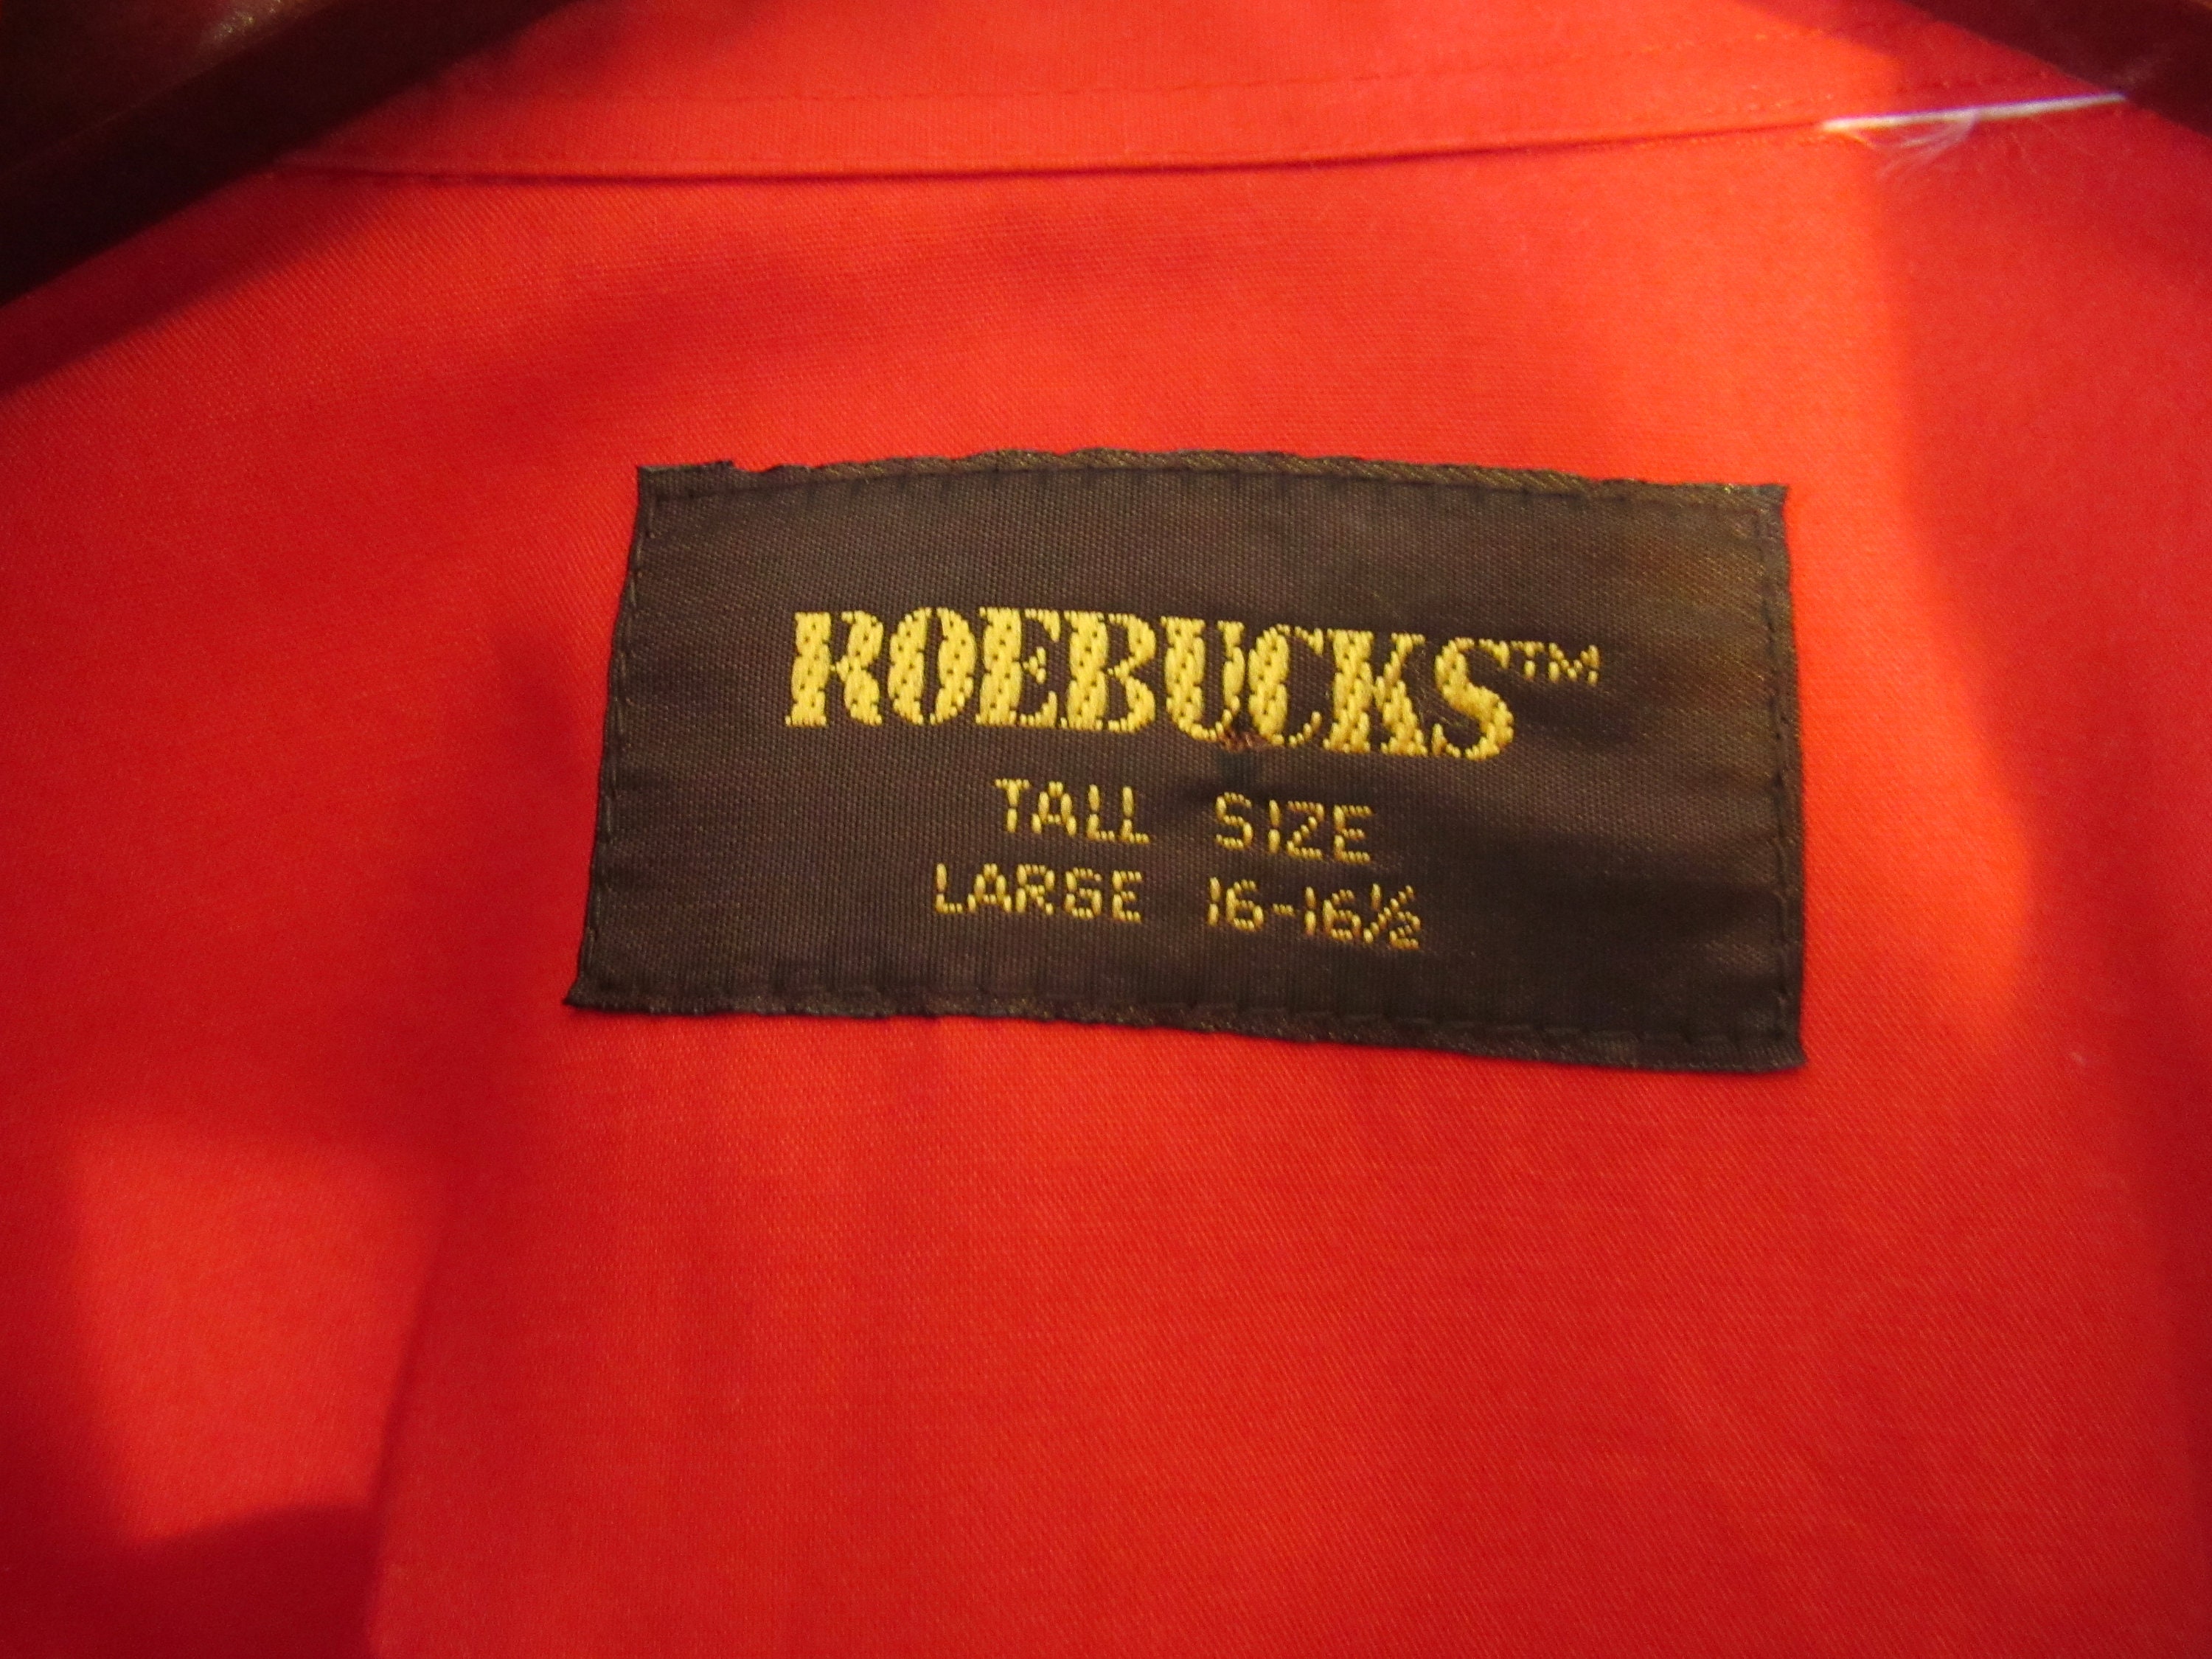 ROEBUCKS™
TALL SIZE
LARGE 16-16½